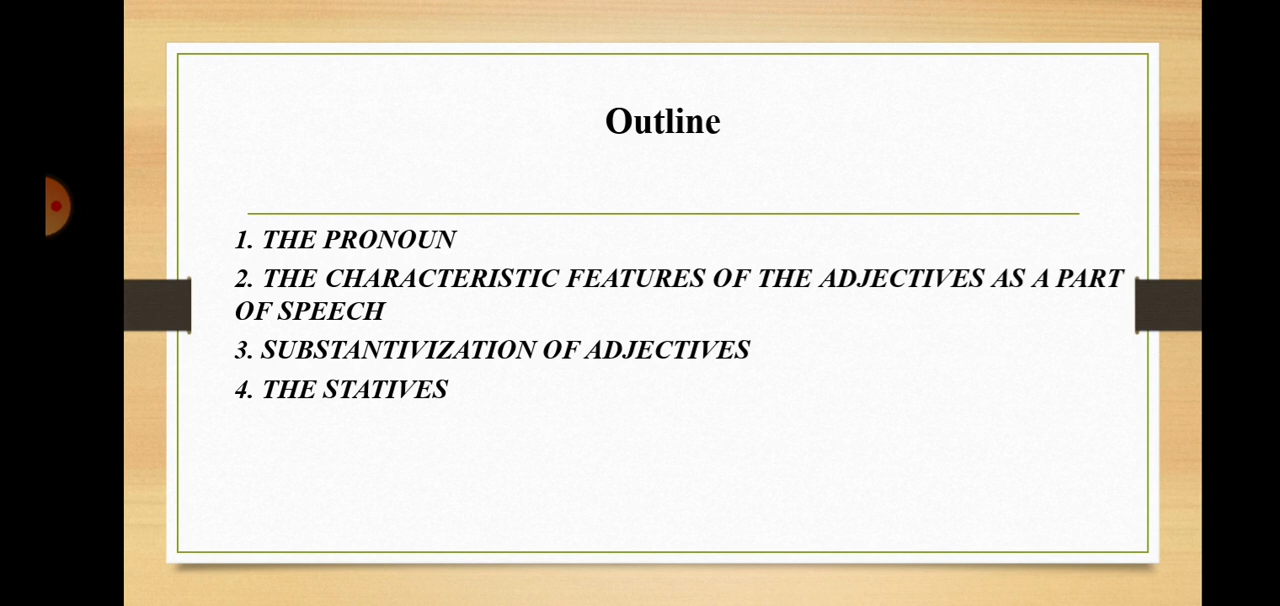 Outline
1. THE PRONOUN
2. THE CHARACTERISTIC FEATURES OF THE ADJECTIVES AS A PART
OF SPEECH
3. SUBSTANTIVIZATION OF ADJECTIVES
4. THE STATIVES